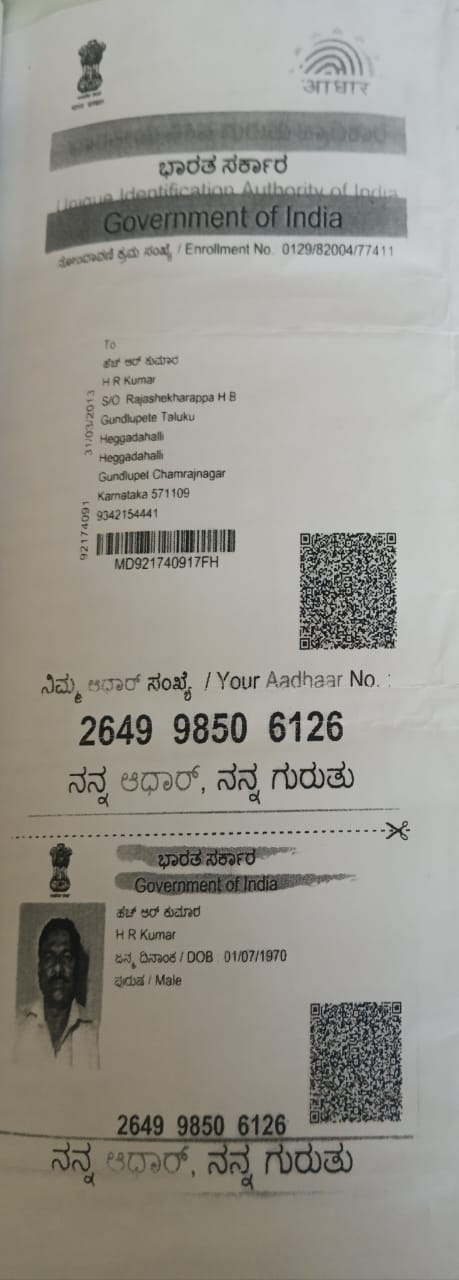 आधार
ಭಾರತ ಸರ್ಕಾರ
Unique Identification Authority of India
Government of India
ನೋಂದಾವಣೆ ಕ್ರಮ ಸಂಖ್ಯೆ / Enrollment No. 0129/82004/77411
To
ಹೆಚ್ ಆರ್ ಕುಮಾರ
H R Kumar
S/O Rajashekharappa H B
Gundlupete Taluku
Heggadahalli
Heggadahalli
Gundlupet Chamrajnagar
Karnataka 571109
9342154441
31/03/2013
92174091
MD921740917FH
ನಿಮ್ಮ ಆಧಾರ್ ಸಂಖ್ಯೆ / Your Aadhaar No. :
2649 9850 6126
ನನ್ನ ಆಧಾರ್, ನನ್ನ ಗುರುತು
ಭಾರತ ಸರ್ಕಾರ
Government of India
ಹೆಚ್ ಆರ್ ಕುಮಾರ
H R Kumar
ಜನ್ಮ ದಿನಾಂಕ / DOB : 01/07/1970
ಪುರುಷ / Male
2649 9850 6126
ನನ್ನ ಆಧಾರ್, ನನ್ನ ಗುರುತು